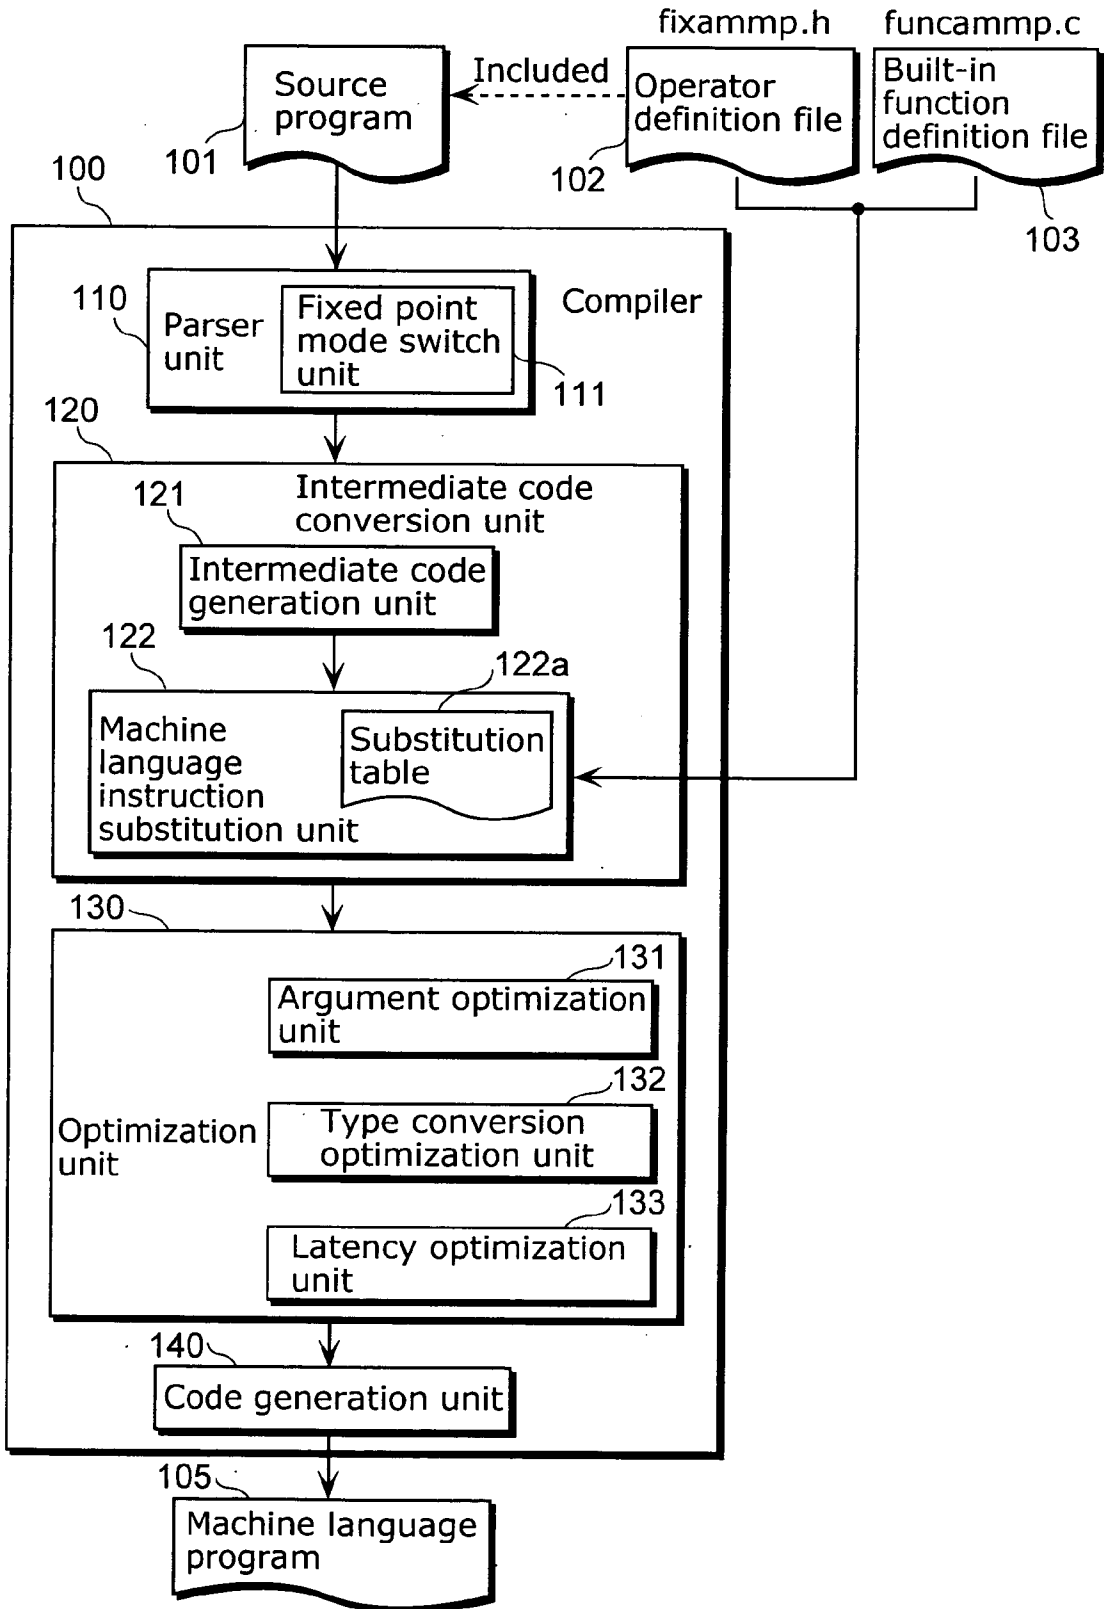 fixammp.h
funcammp.c
Source
program
Included
Operator
definition file
Built-in
function
definition file
101
102
103
100
Compiler
110
Parser
unit
Fixed point
mode switch
unit
111
120
Intermediate code
conversion unit
121
Intermediate code
generation unit
122
122a
Machine
language
instruction
substitution unit
Substitution
table
130
131
Argument optimization
unit
132
Type conversion
optimization unit
Optimization
unit
133
Latency optimization
unit
140
Code generation unit
105
Machine language
program